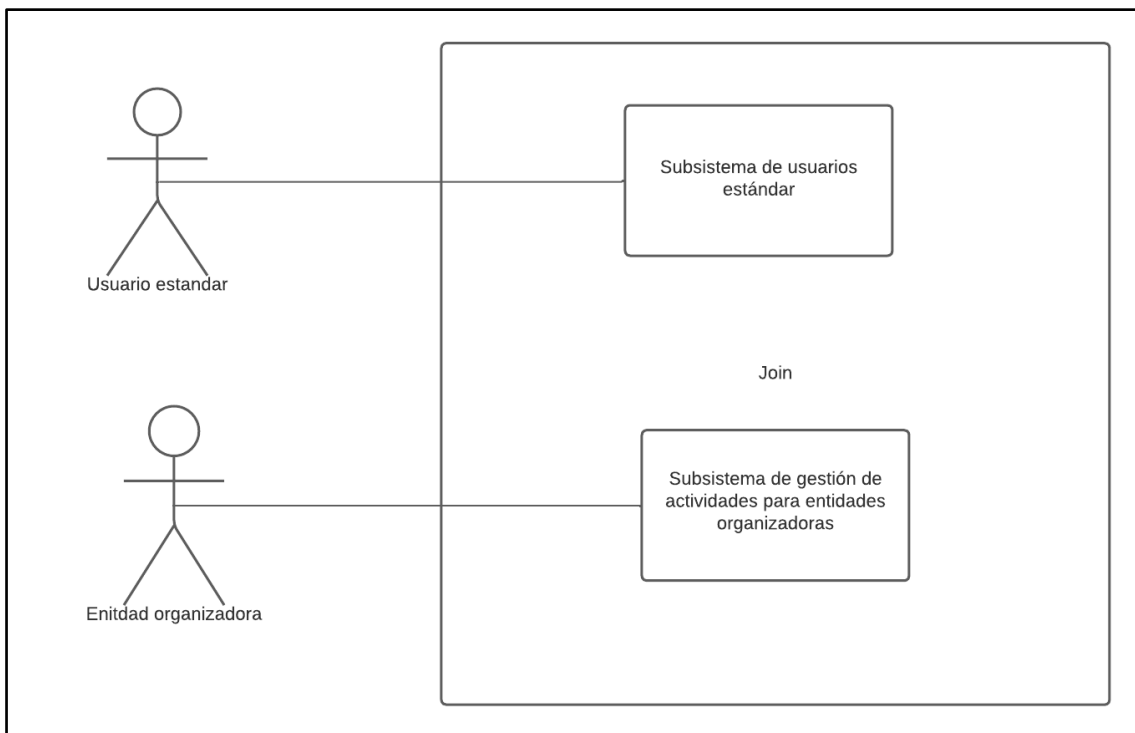 Subsistema de usuarios
estándar
Usuario estandar
Join
Subsistema de gestión de
actividades para entidades
organizadoras
Enitdad organizadora